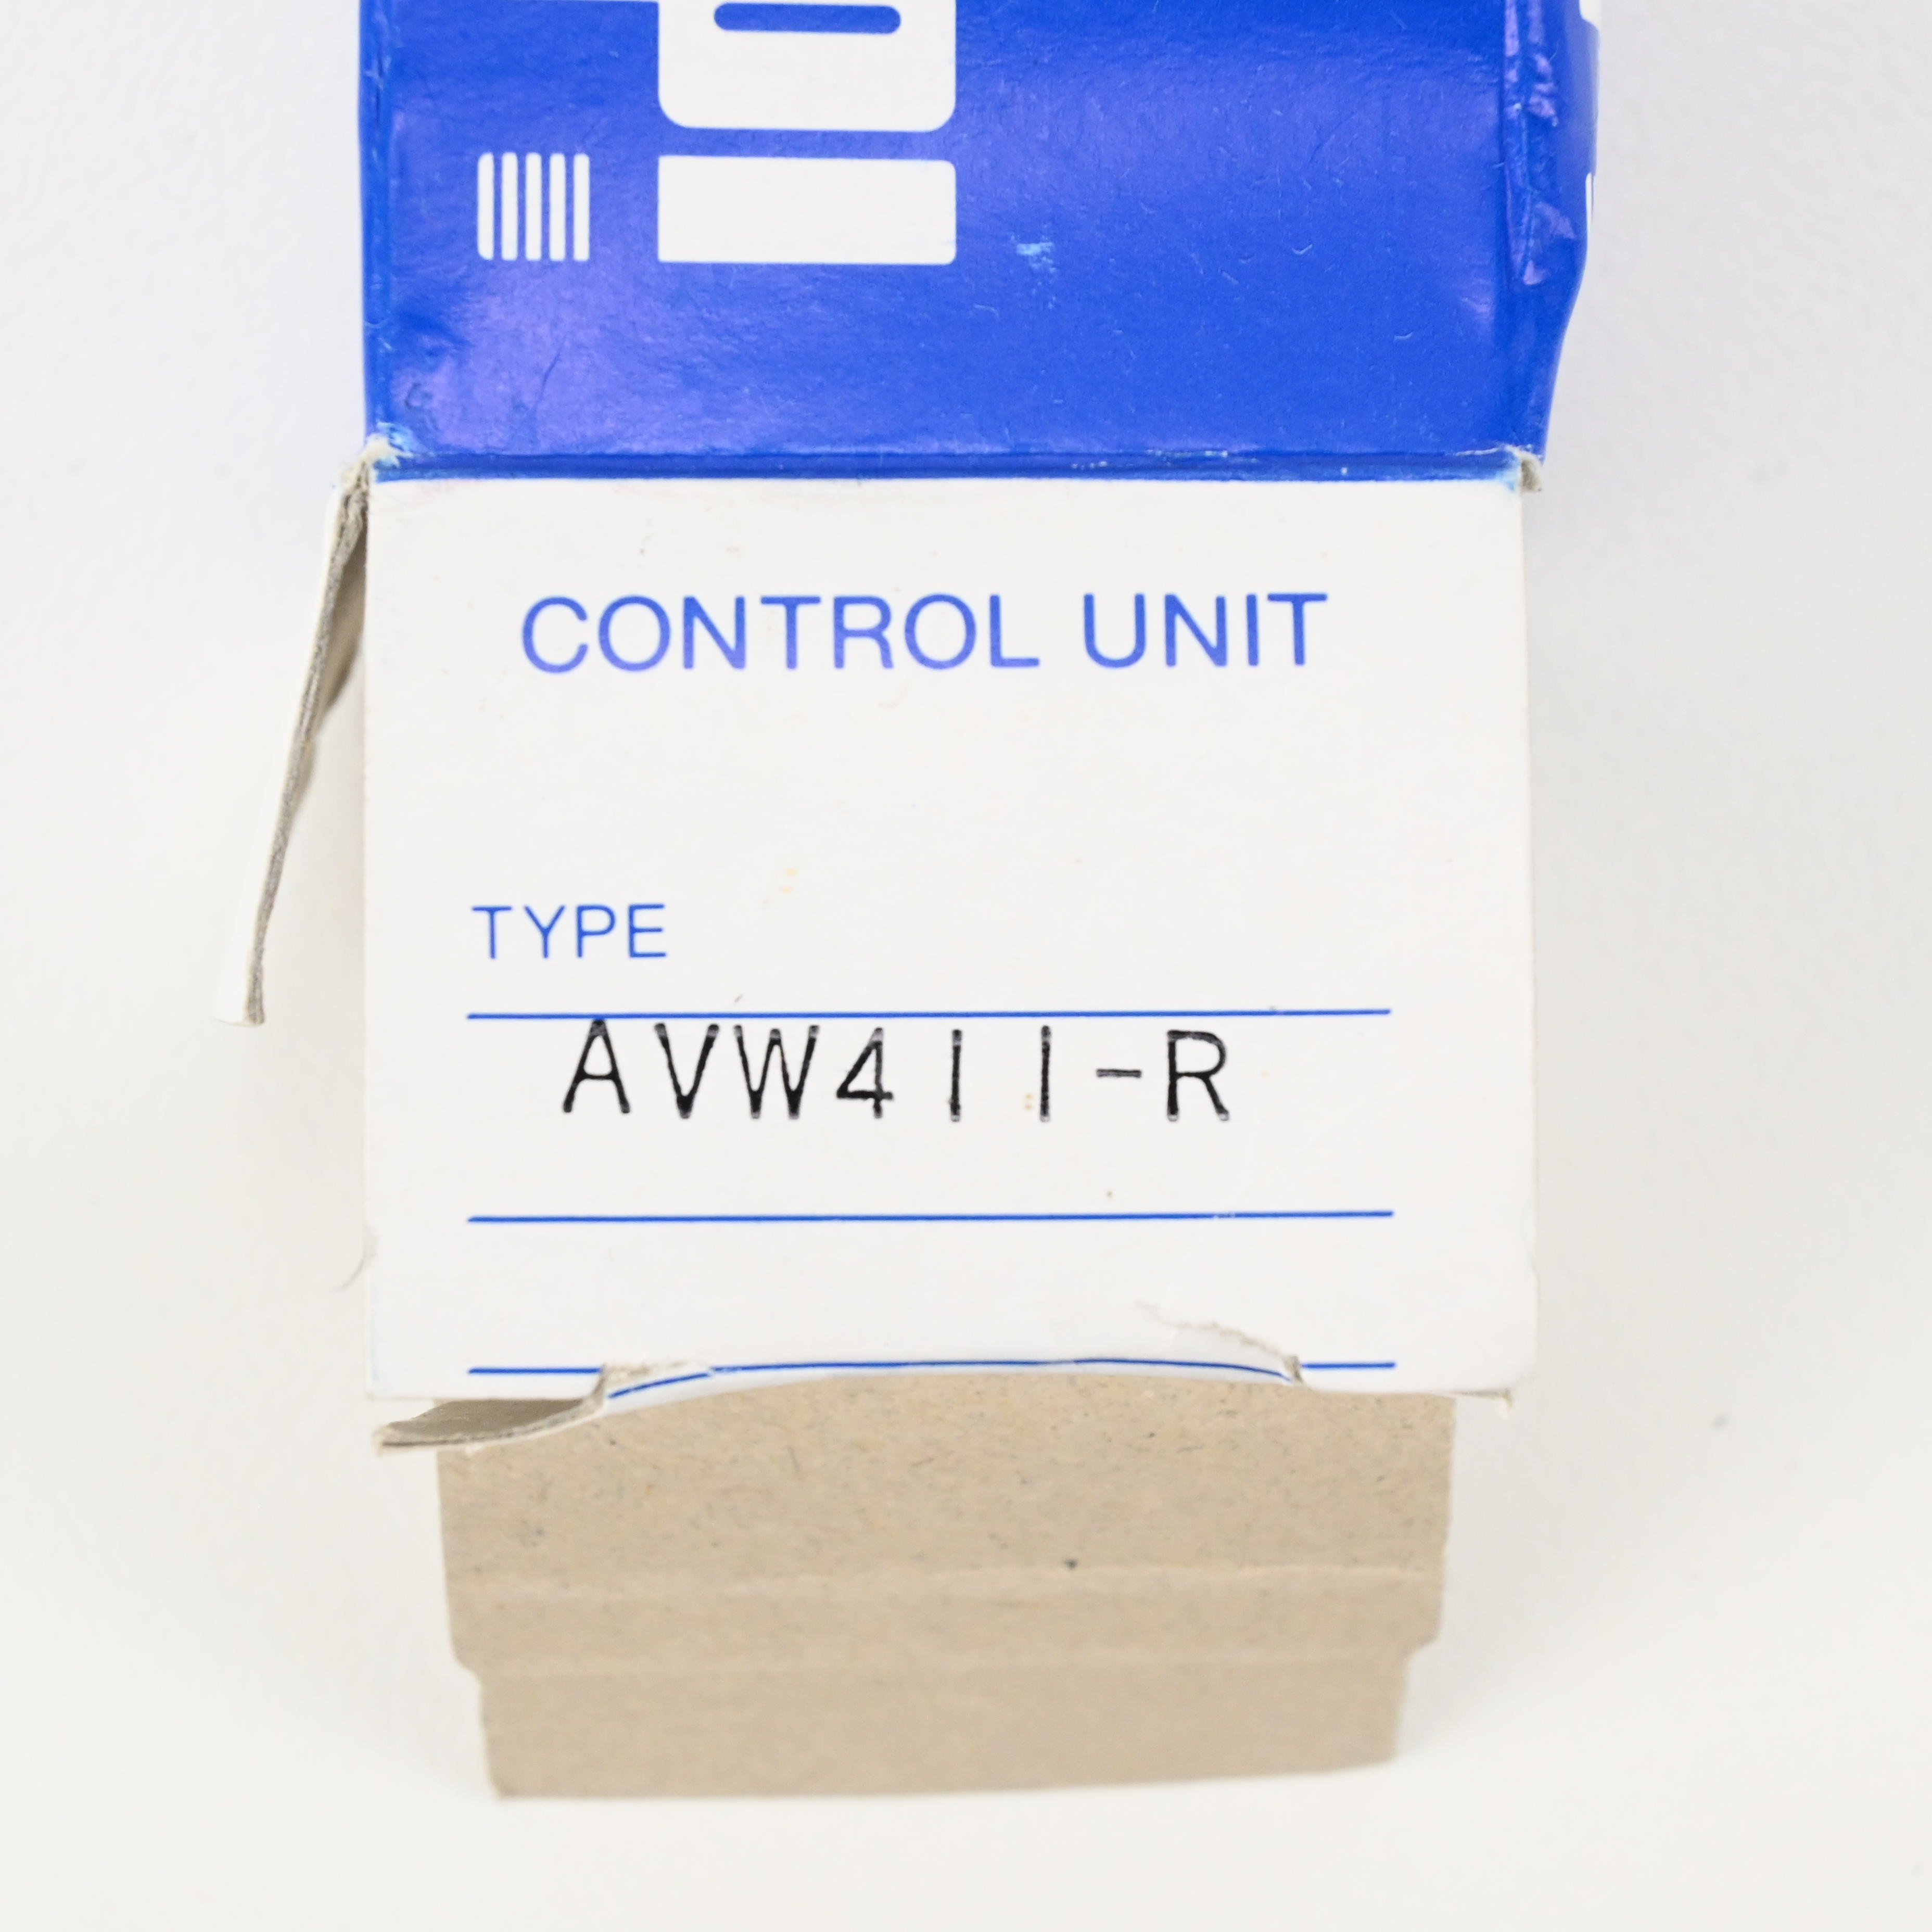 CONTROL UNIT
TYPE
AVW411-R